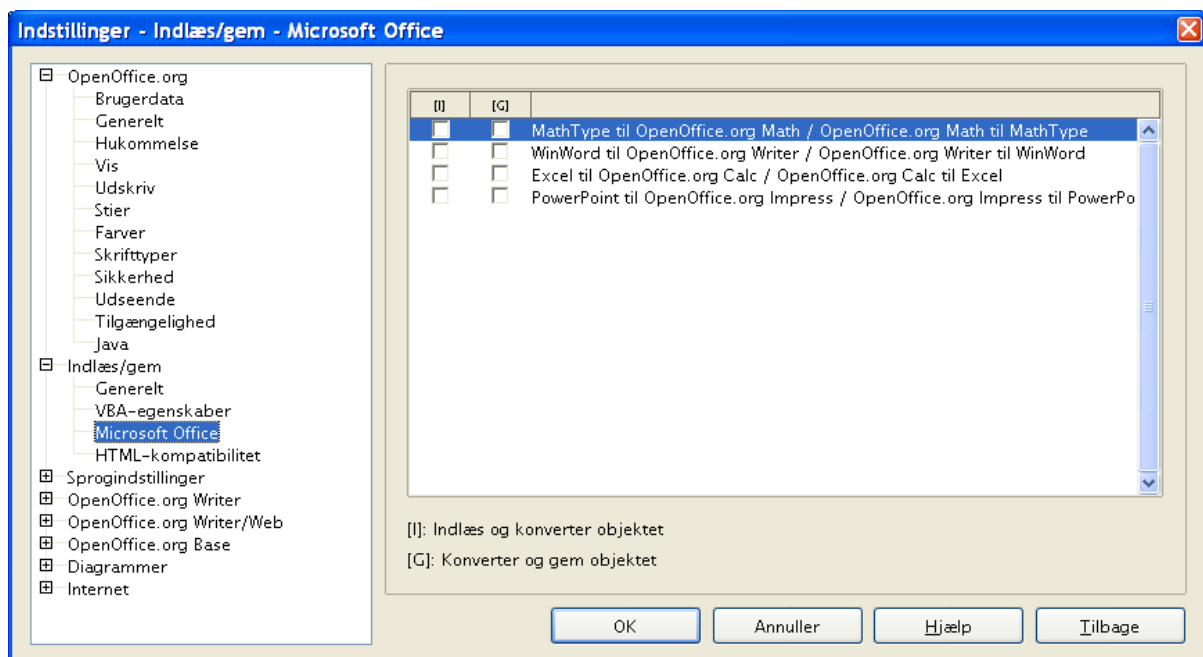 Indstillinger - Indlæs/gem - Microsoft Office
OpenOffice.org
Brugerdata
Generelt
Hukommelse
Vis
Udskriv
Stier
Farver
Skrifttyper
Sikkerhed
Udseende
Tilgængelighed
Java
Indlæs/gem
Generelt
VBA-egenskaber
Microsoft Office
HTML-kompatibilitet
Sprogindstillinger
OpenOffice.org Writer
OpenOffice.org Writer/Web
OpenOffice.org Base
Diagrammer
Internet
[I] [G]
MathType til OpenOffice.org Math / OpenOffice.org Math til MathType
WinWord til OpenOffice.org Writer / OpenOffice.org Writer til WinWord
Excel til OpenOffice.org Calc / OpenOffice.org Calc til Excel
PowerPoint til OpenOffice.org Impress / OpenOffice.org Impress til PowerPo
[I]: Indlæs og konverter objektet
[G]: Konverter og gem objektet
OK Annuller Hjælp Tilbage